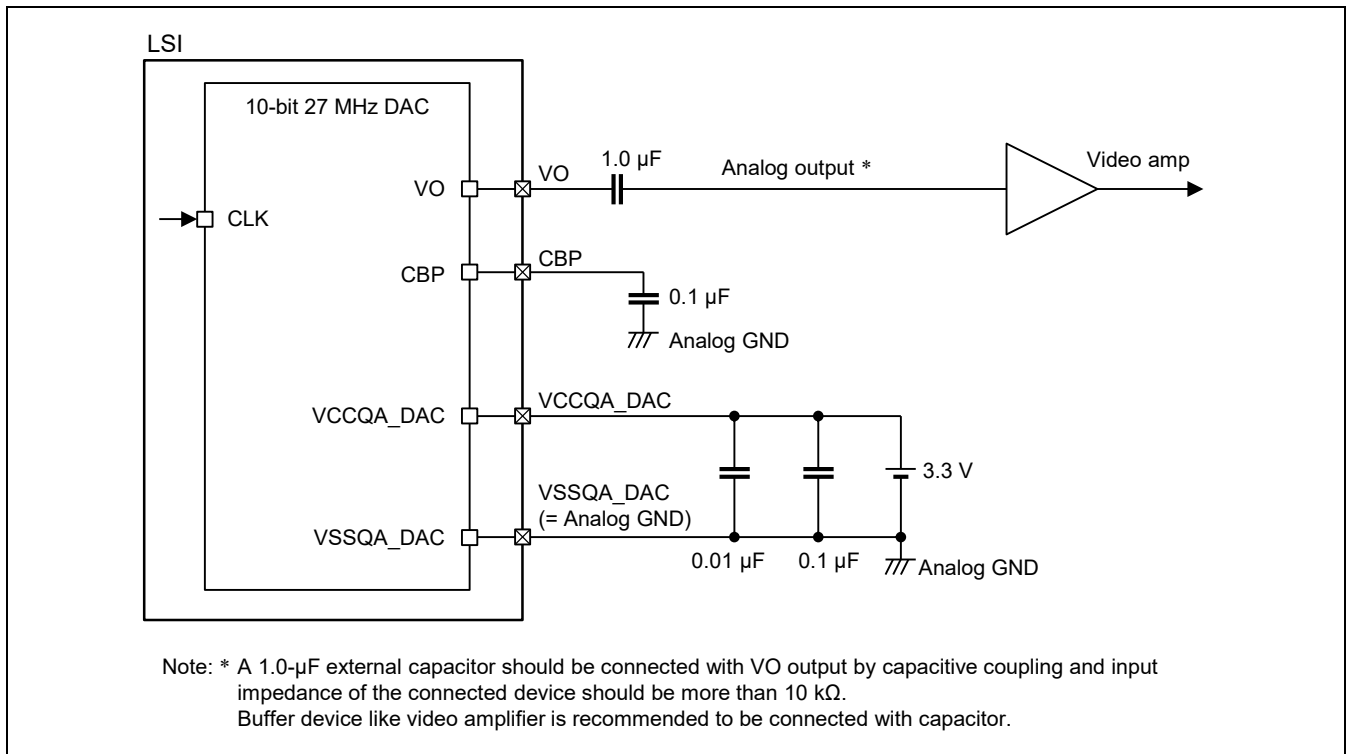 LSI
10-bit 27 MHz DAC
VO
VO
1.0 µF
Analog output *
Video amp
CLK
CBP
CBP
0.1 µF
Analog GND
VCCQA_DAC
VCCQA_DAC
3.3 V
VSSQA_DAC
(= Analog GND)
VSSQA_DAC
0.01 µF
0.1 µF
Analog GND
Note: * A 1.0-µF external capacitor should be connected with VO output by capacitive coupling and input
impedance of the connected device should be more than 10 kΩ.
Buffer device like video amplifier is recommended to be connected with capacitor.